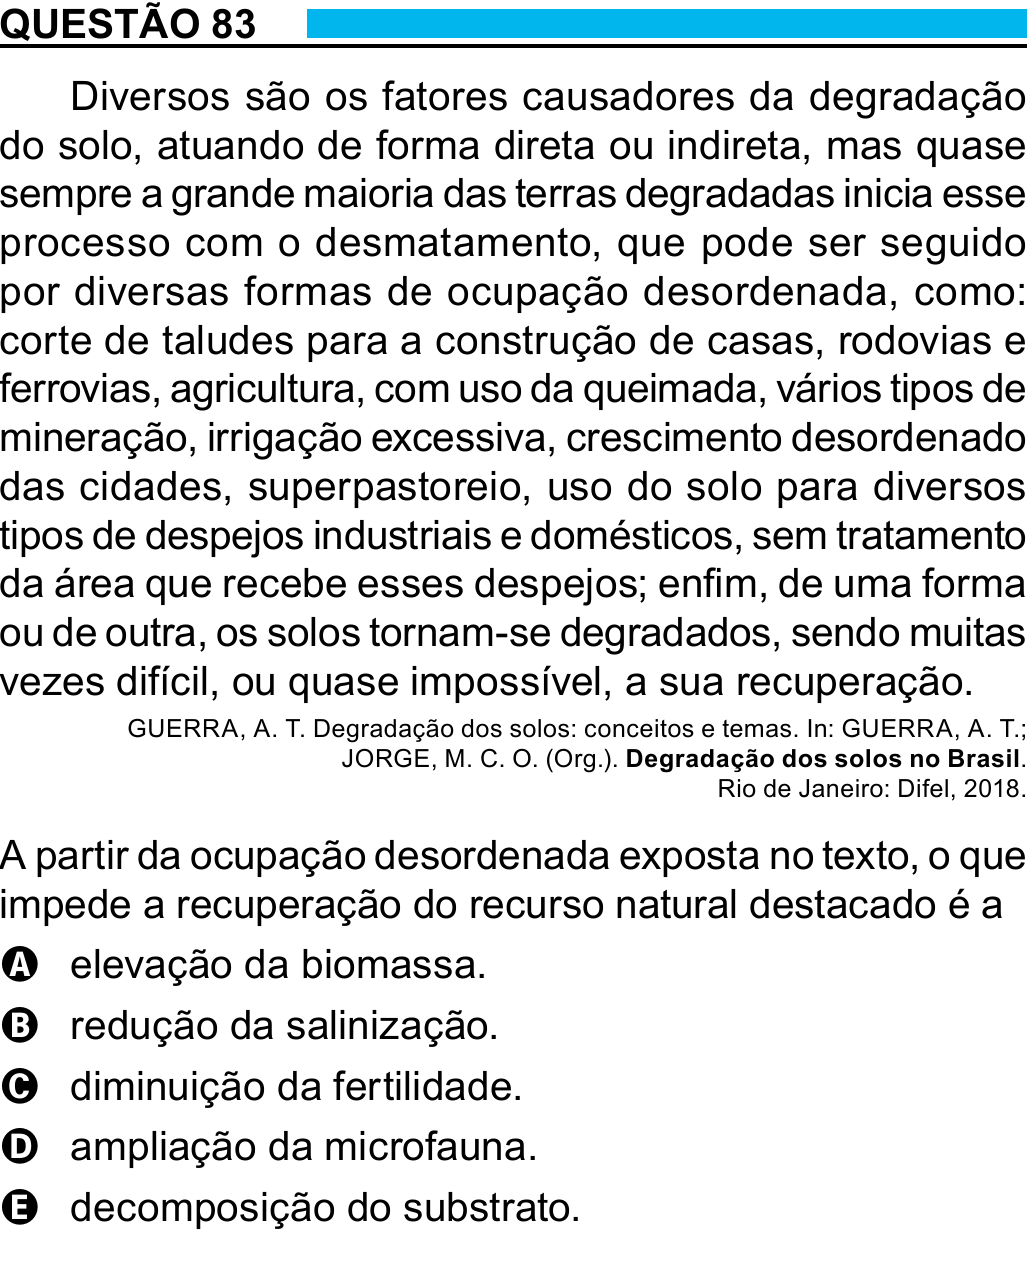 QUESTÃO 83
Diversos são os fatores causadores da degradação
do solo, atuando de forma direta ou indireta, mas quase
sempre a grande maioria das terras degradadas inicia esse
processo com o desmatamento, que pode ser seguido
por diversas formas de ocupação desordenada, como:
corte de taludes para a construção de casas, rodovias e
ferrovias, agricultura, com uso da queimada, vários tipos de
mineração, irrigação excessiva, crescimento desordenado
das cidades, superpastoreio, uso do solo para diversos
tipos de despejos industriais e domésticos, sem tratamento
da área que recebe esses despejos; enfim, de uma forma
ou de outra, os solos tornam-se degradados, sendo muitas
vezes difícil, ou quase impossível, a sua recuperação.
GUERRA, A. T. Degradação dos solos: conceitos e temas. In: GUERRA, A. T.;
JORGE, M. C. O. (Org.). Degradação dos solos no Brasil.
Rio de Janeiro: Difel, 2018.
A partir da ocupação desordenada exposta no texto, o que
impede a recuperação do recurso natural destacado é a
A elevação da biomassa.
B redução da salinização.
C diminuição da fertilidade.
D ampliação da microfauna.
E decomposição do substrato.